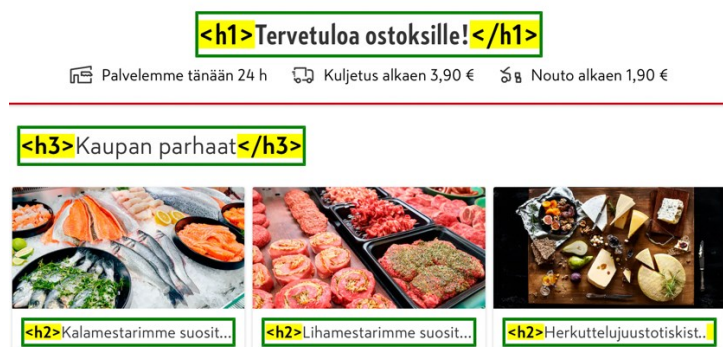 <h1>Tervetuloa ostoksille!</h1>
Palvelemme tänään 24 h Kuljetus alkaen 3,90 € Nouto alkaen 1,90 €
<h3>Kaupan parhaat</h3>
<h2>Kalamestarimme suosit...
<h2>Lihamestarimme suosit...
<h2>Herkuttelujuustotiskist..